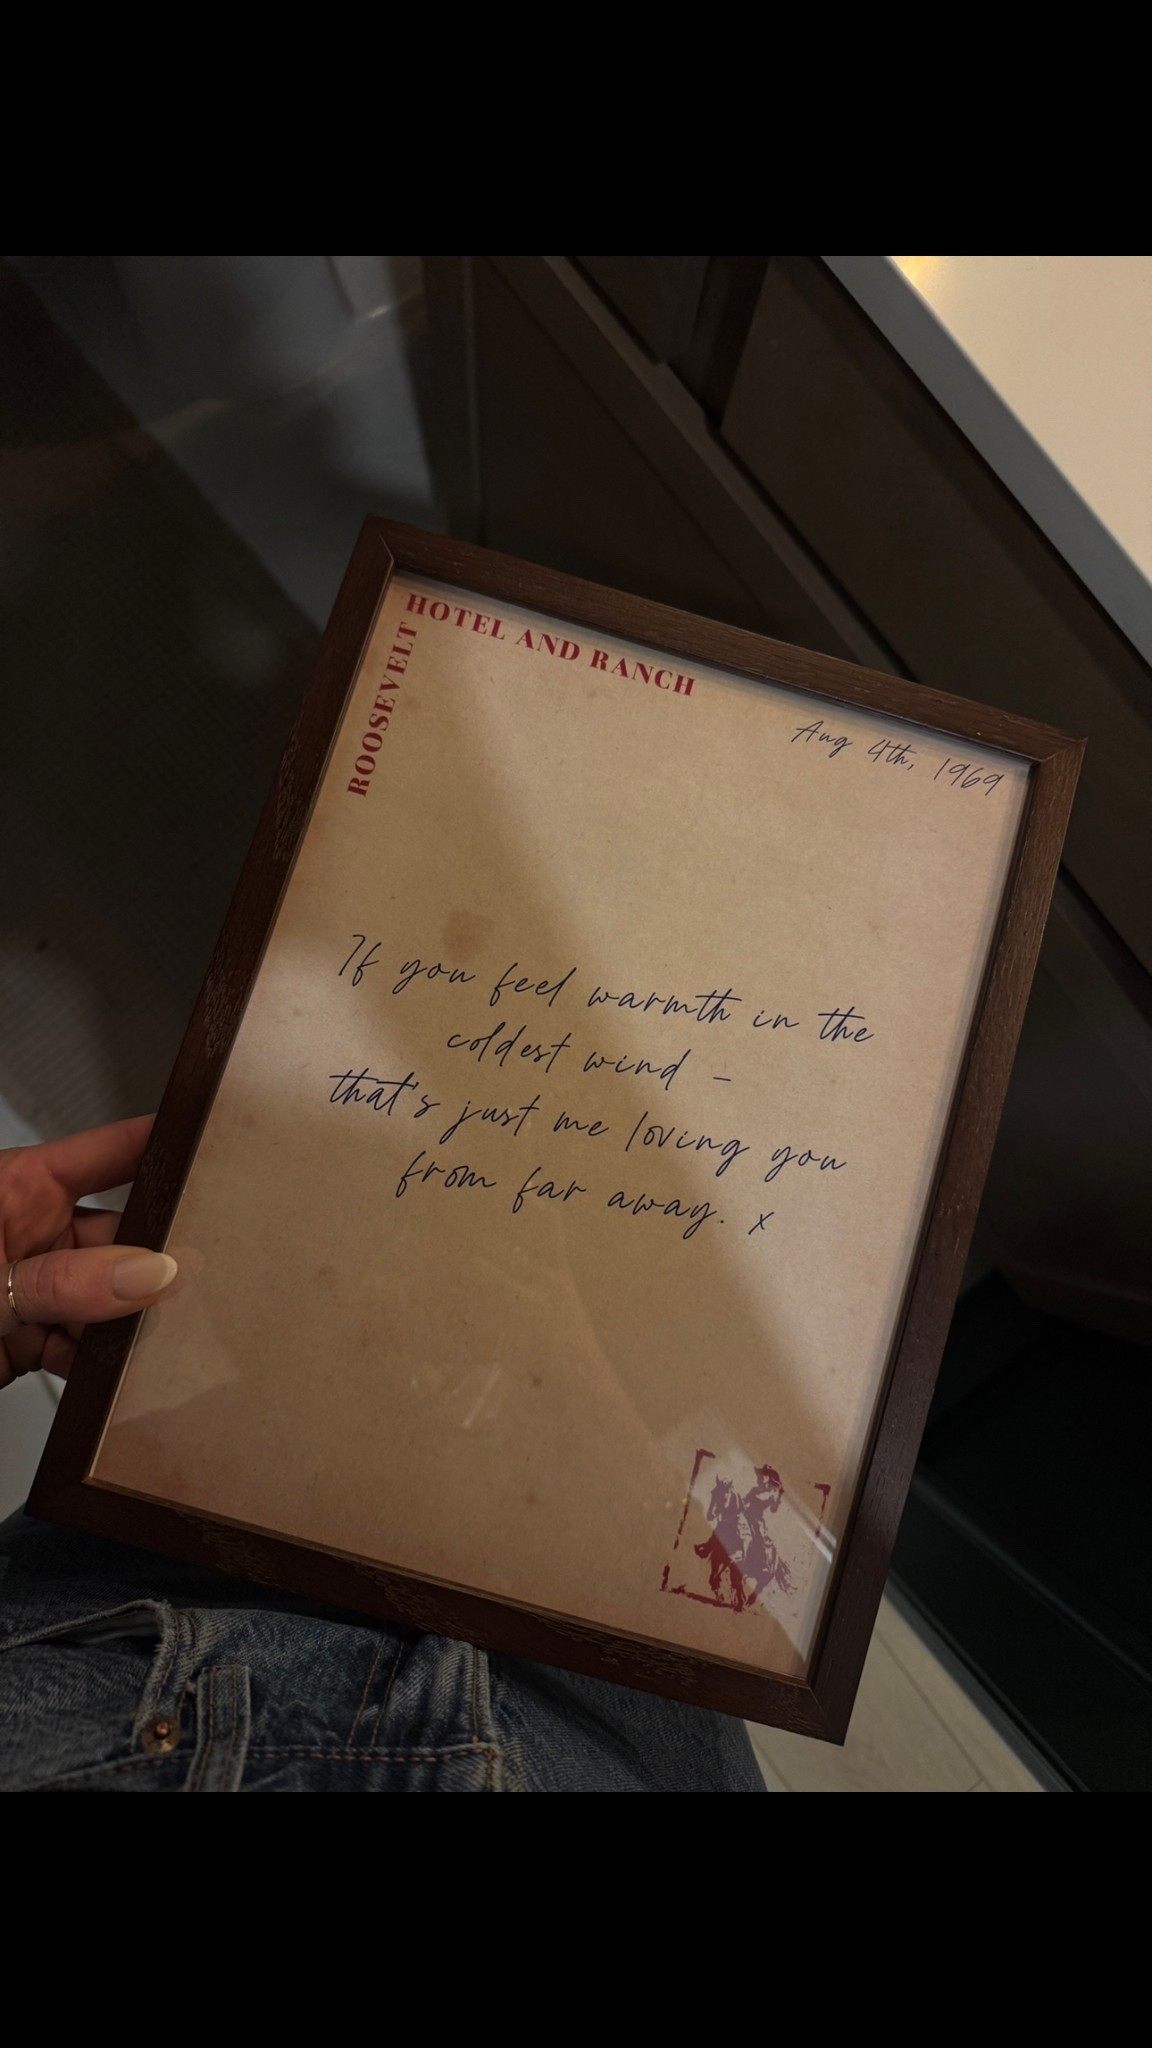 ROOSEVELT
HOTEL AND RANCH
Aug 4th, 1969
If you feel warmth in the
coldest wind -
that's just me loving you
from far away. x